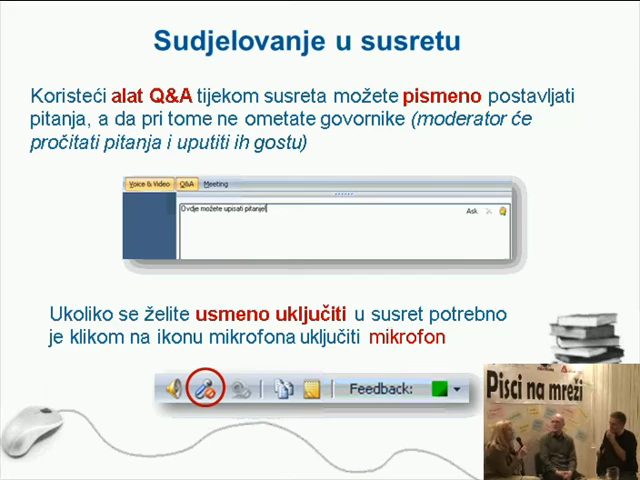 Sudjelovanje u susretu
Koristeći alat Q&A tijekom susreta možete pismeno postavljati
pitanja, a da pri tome ne ometate govornike (moderator će
pročitati pitanja i uputiti ih gostu)
Voice & Video Q&A Meeting
Ovdje možete upisati pitanje!
Ask
Ukoliko se želite usmeno uključiti u susret potrebno
je klikom na ikonu mikrofona uključiti mikrofon
Feedback:
Pisci na mreži